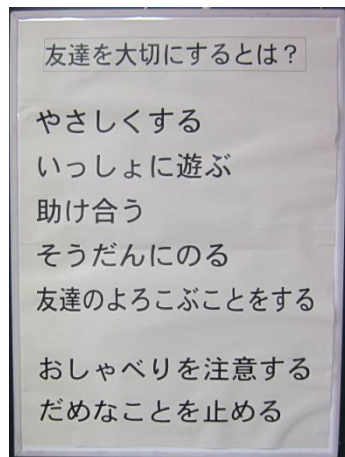 友達を大切にするとは？
やさしくする
いっしょに遊ぶ
助け合う
そうだんにのる
友達のよろこぶことをする
おしゃべりを注意する
だめなことを止める